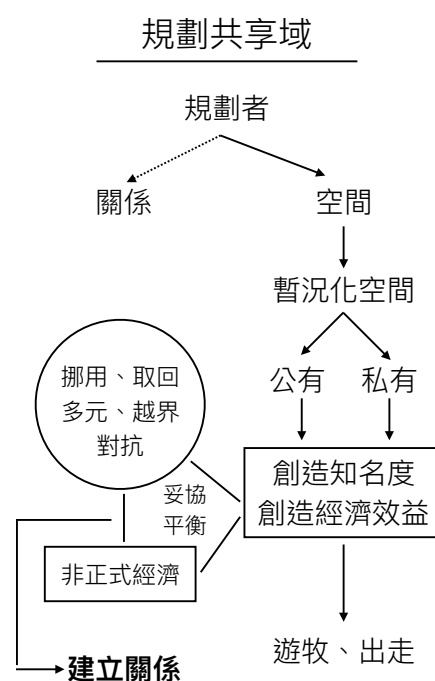 規劃共享域
規劃者
關係
空間
暫況化空間
公有
私有
挪用、取回
多元、越界
對抗
創造知名度
創造經濟效益
妥協
平衡
非正式經濟
建立關係
遊牧、出走